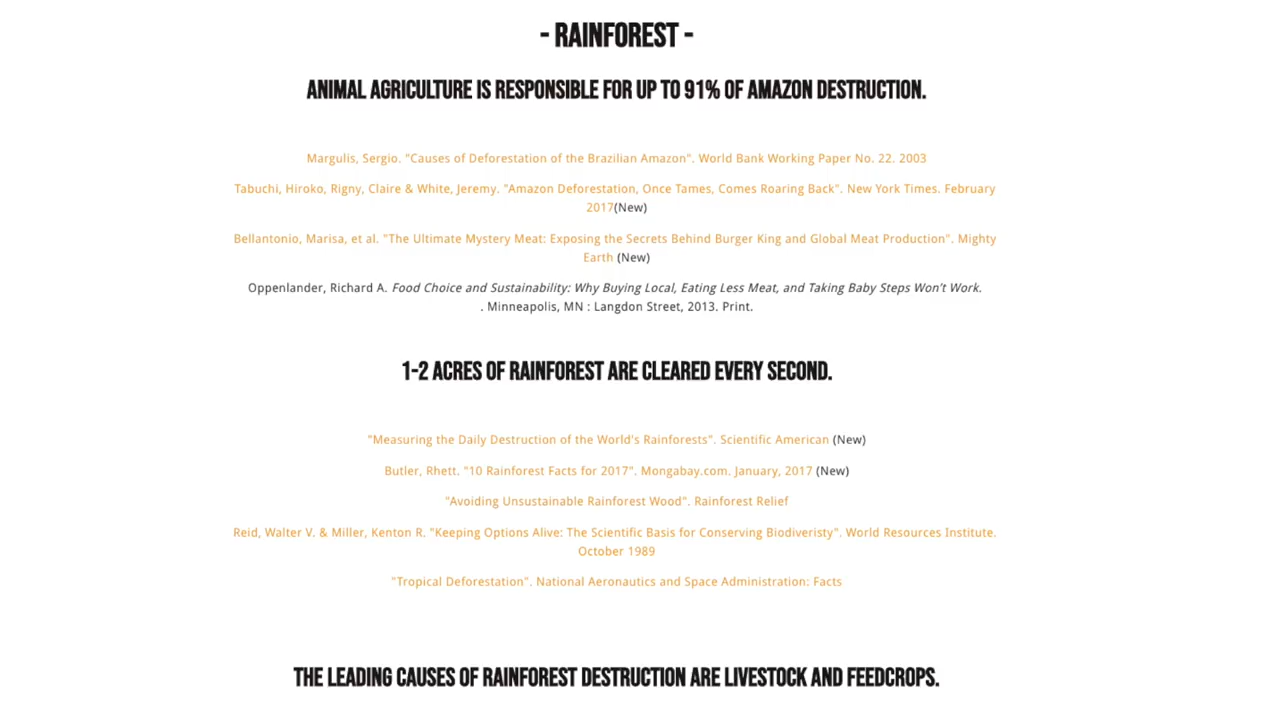 - RAINFOREST -
ANIMAL AGRICULTURE IS RESPONSIBLE FOR UP TO 91% OF AMAZON DESTRUCTION.
Margulis, Sergio. "Causes of Deforestation of the Brazilian Amazon". World Bank Working Paper No. 22. 2003
Tabuchi, Hiroko, Rigny, Claire & White, Jeremy. "Amazon Deforestation, Once Tames, Comes Roaring Back". New York Times. February
2017(New)
Bellantonio, Marisa, et al. "The Ultimate Mystery Meat: Exposing the Secrets Behind Burger King and Global Meat Production". Mighty
Earth (New)
Oppenlander, Richard A. Food Choice and Sustainability: Why Buying Local, Eating Less Meat, and Taking Baby Steps Won't Work.
. Minneapolis, MN : Langdon Street, 2013. Print.
1-2 ACRES OF RAINFOREST ARE CLEARED EVERY SECOND.
"Measuring the Daily Destruction of the World's Rainforests". Scientific American (New)
Butler, Rhett. "10 Rainforest Facts for 2017". Mongabay.com. January, 2017 (New)
"Avoiding Unsustainable Rainforest Wood". Rainforest Relief
Reid, Walter V. & Miller, Kenton R. "Keeping Options Alive: The Scientific Basis for Conserving Biodiveristy". World Resources Institute.
October 1989
"Tropical Deforestation". National Aeronautics and Space Administration: Facts
THE LEADING CAUSES OF RAINFOREST DESTRUCTION ARE LIVESTOCK AND FEEDCROPS.